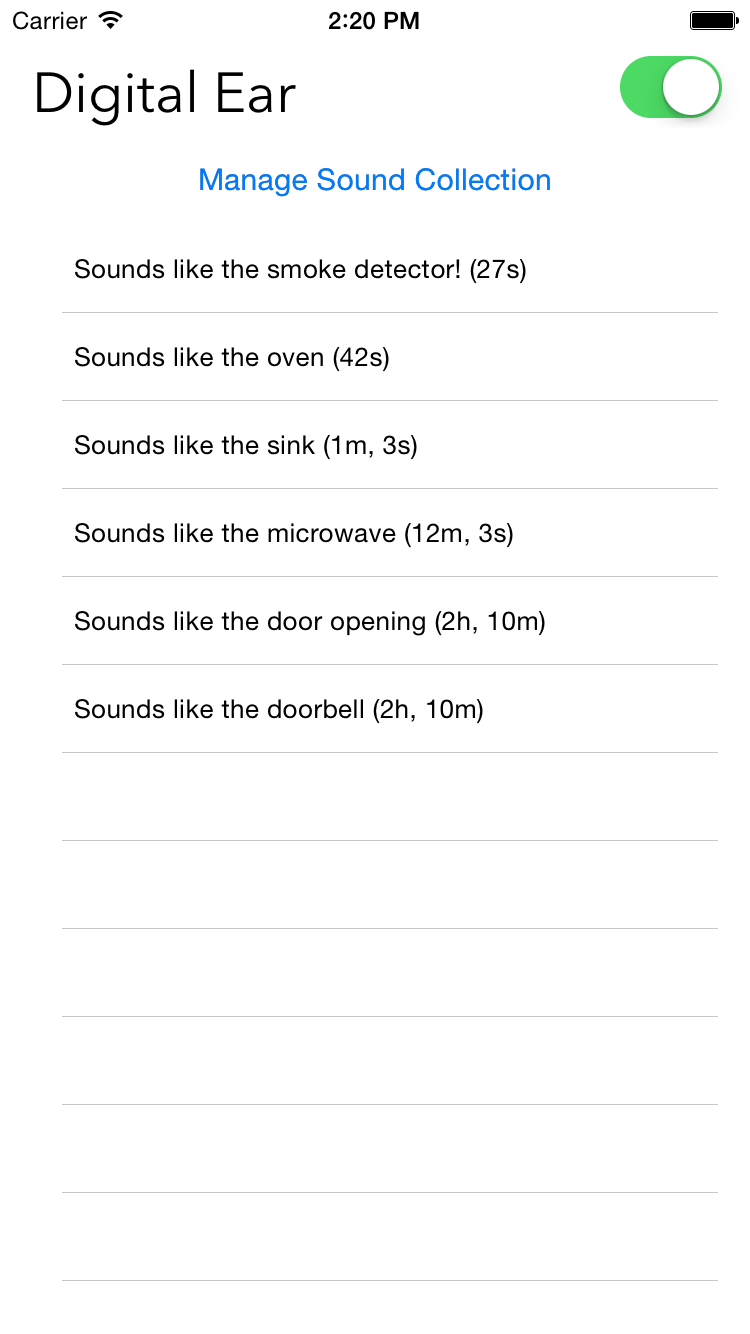 Carrier 2:20 PM
Digital Ear
Manage Sound Collection
Sounds like the smoke detector! (27s)
Sounds like the oven (42s)
Sounds like the sink (1m, 3s)
Sounds like the microwave (12m, 3s)
Sounds like the door opening (2h, 10m)
Sounds like the doorbell (2h, 10m)